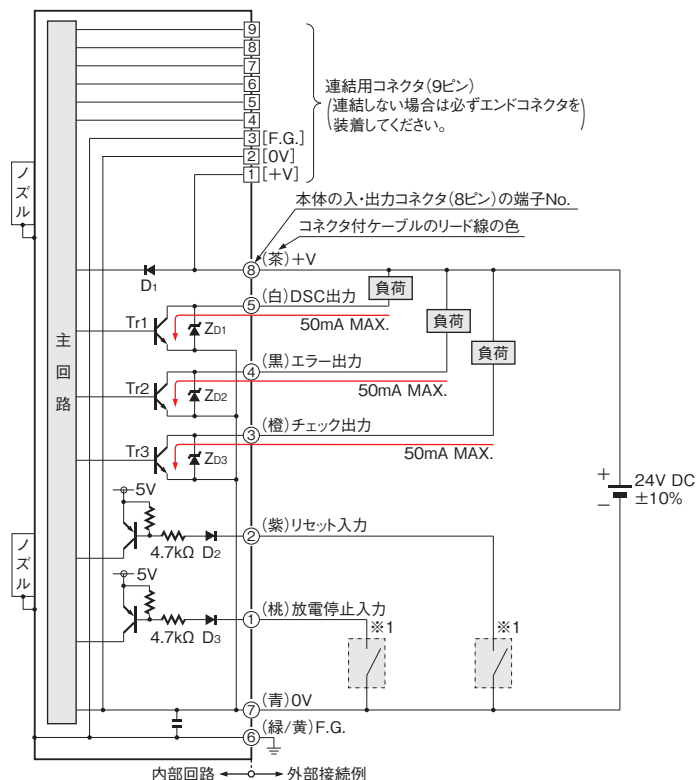 9
8
7
6
5
4
3 [F.G.]
2 [0V]
1 [+V]
連結用コネクタ(9ピン)
(連結しない場合は必ずエンドコネクタを
装着してください。)
ノズル
本体の入・出力コネクタ(8ピン)の端子No.
コネクタ付ケーブルのリード線の色
D1
8 (茶)+V
5 (白)DSC出力
負荷
Tr1
ZD1
50mA MAX.
負荷
主回路
4 (黒)エラー出力
負荷
Tr2
ZD2
50mA MAX.
3 (橙)チェック出力
Tr3
ZD3
50mA MAX.
+
−
24V DC
±10%
5V
ノズル
4.7kΩ D2
2 (紫)リセット入力
5V
4.7kΩ D3
1 (桃)放電停止入力
※1
※1
7 (青)0V
6 (緑/黄)F.G.
内部回路
外部接続例